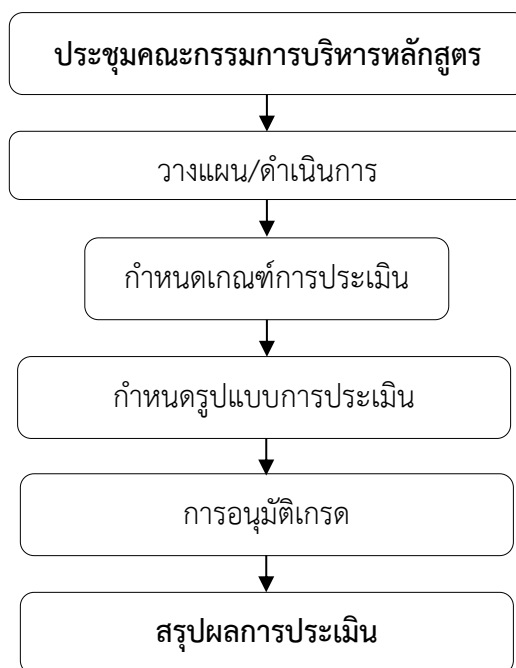 ประชุมคณะกรรมการบริหารหลักสูตร
วางแผน/ดำเนินการ
กำหนดเกณฑ์การประเมิน
กำหนดรูปแบบการประเมิน
การอนุมัติเกรด
สรุปผลการประเมิน